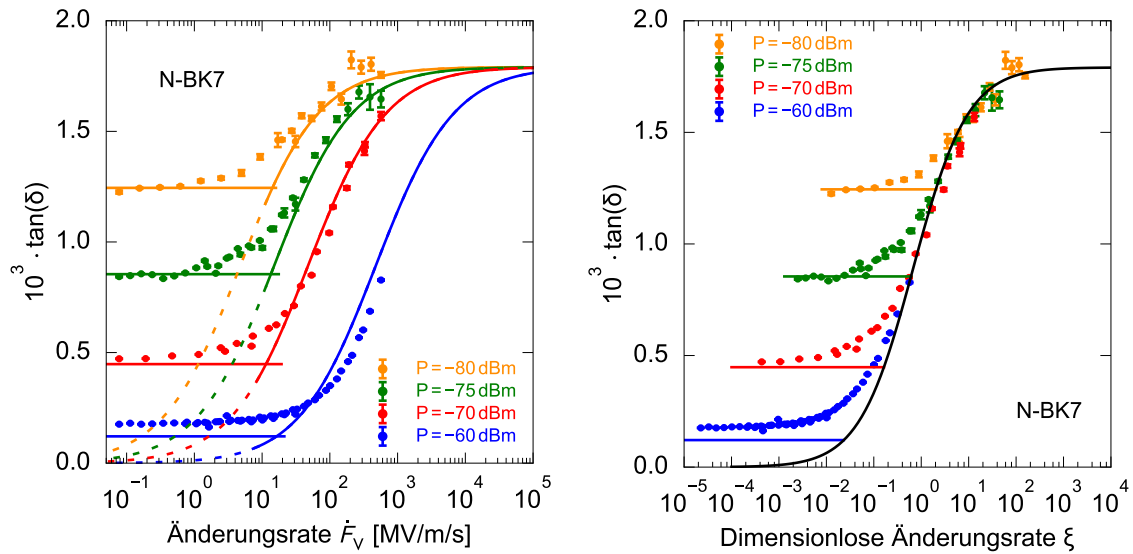 2.0
1.5
1.0
0.5
0.0
10³ · tan(δ)
N-BK7
P = −80 dBm
P = −75 dBm
P = −70 dBm
P = −60 dBm
10⁻¹ 10⁰ 10¹ 10² 10³ 10⁴ 10⁵
Änderungsrate Ḟ_V [MV/m/s]
2.0
1.5
1.0
0.5
0.0
10³ · tan(δ)
P = −80 dBm
P = −75 dBm
P = −70 dBm
P = −60 dBm
N-BK7
10⁻⁵ 10⁻⁴ 10⁻³ 10⁻² 10⁻¹ 10⁰ 10¹ 10² 10³ 10⁴
Dimensionlose Änderungsrate ξ